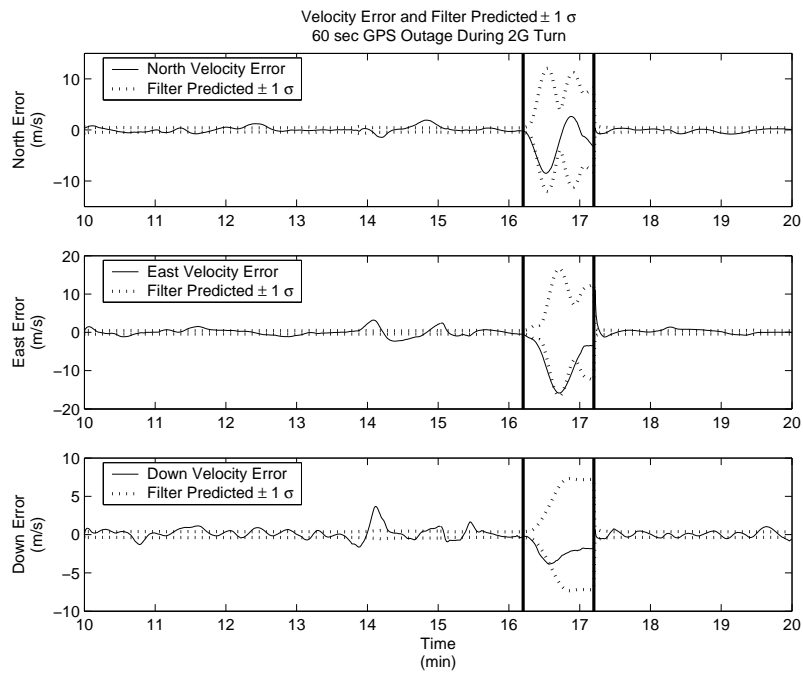 Velocity Error and Filter Predicted ± 1 σ
60 sec GPS Outage During 2G Turn
North Velocity Error
Filter Predicted ± 1 σ
North Error
(m/s)
10
0
−10
10 11 12 13 14 15 16 17 18 19 20
East Velocity Error
Filter Predicted ± 1 σ
East Error
(m/s)
20
10
0
−10
−20
10 11 12 13 14 15 16 17 18 19 20
Down Velocity Error
Filter Predicted ± 1 σ
Down Error
(m/s)
10
5
0
−5
−10
10 11 12 13 14 15 16 17 18 19 20
Time
(min)